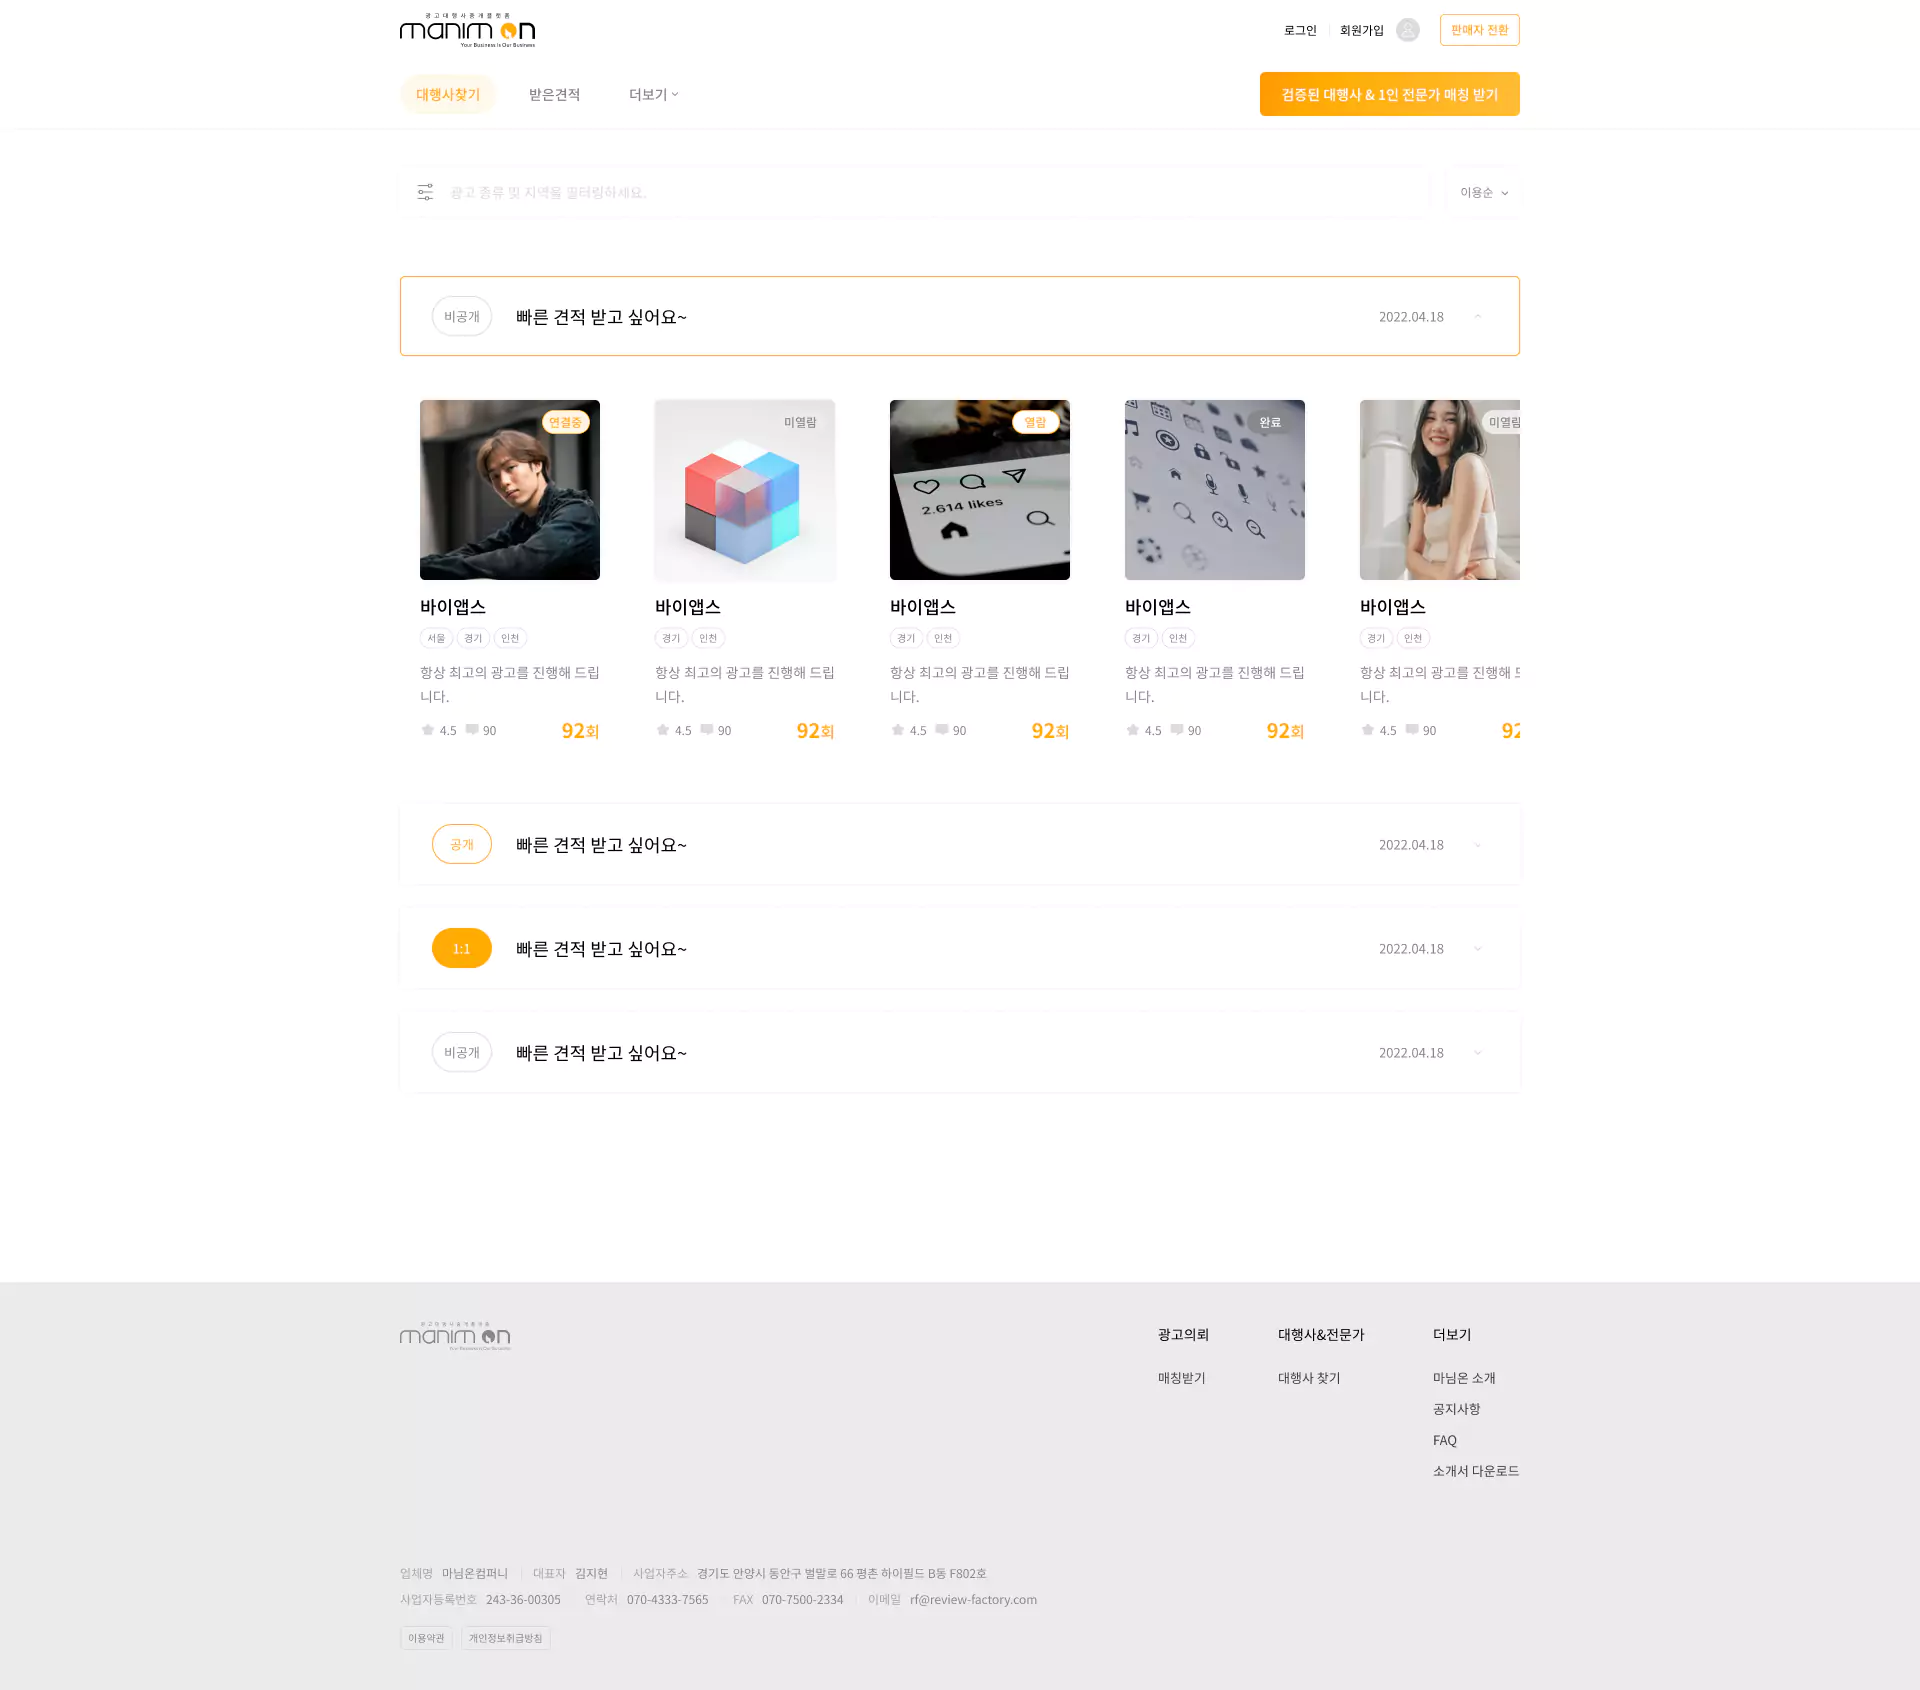 광고대행사중개플랫폼
manim on
Your Business Is Our Business
로그인
회원가입
판매자 전환
대행사찾기
받은견적
더보기
검증된 대행사 & 1인 전문가 매칭 받기
광고 종류 및 지역을 필터링하세요.
이용순
비공개
빠른 견적 받고 싶어요~
2022.04.18
연결중
바이앱스
서울 경기 인천
항상 최고의 광고를 진행해 드립
니다.
4.5 90 92회
미열람
바이앱스
경기 인천
항상 최고의 광고를 진행해 드립
니다.
4.5 90 92회
열람
2.614 likes
바이앱스
경기 인천
항상 최고의 광고를 진행해 드립
니다.
4.5 90 92회
완료
바이앱스
경기 인천
항상 최고의 광고를 진행해 드립
니다.
4.5 90 92회
미열람
바이앱스
경기 인천
항상 최고의 광고를 진행해
니다.
4.5 90 92
공개
빠른 견적 받고 싶어요~
2022.04.18
1:1
빠른 견적 받고 싶어요~
2022.04.18
비공개
빠른 견적 받고 싶어요~
2022.04.18
manim on
광고의뢰
매칭받기
대행사&전문가
대행사 찾기
더보기
마님온 소개
공지사항
FAQ
소개서 다운로드
업체명 마님온컴퍼니 대표자 김지현 사업자주소 경기도 안양시 동안구 벌말로 66 평촌 하이필드 B동 F802호
사업자등록번호 243-36-00305 연락처 070-4333-7565 FAX 070-7500-2334 이메일 rf@review-factory.com
이용약관
개인정보취급방침